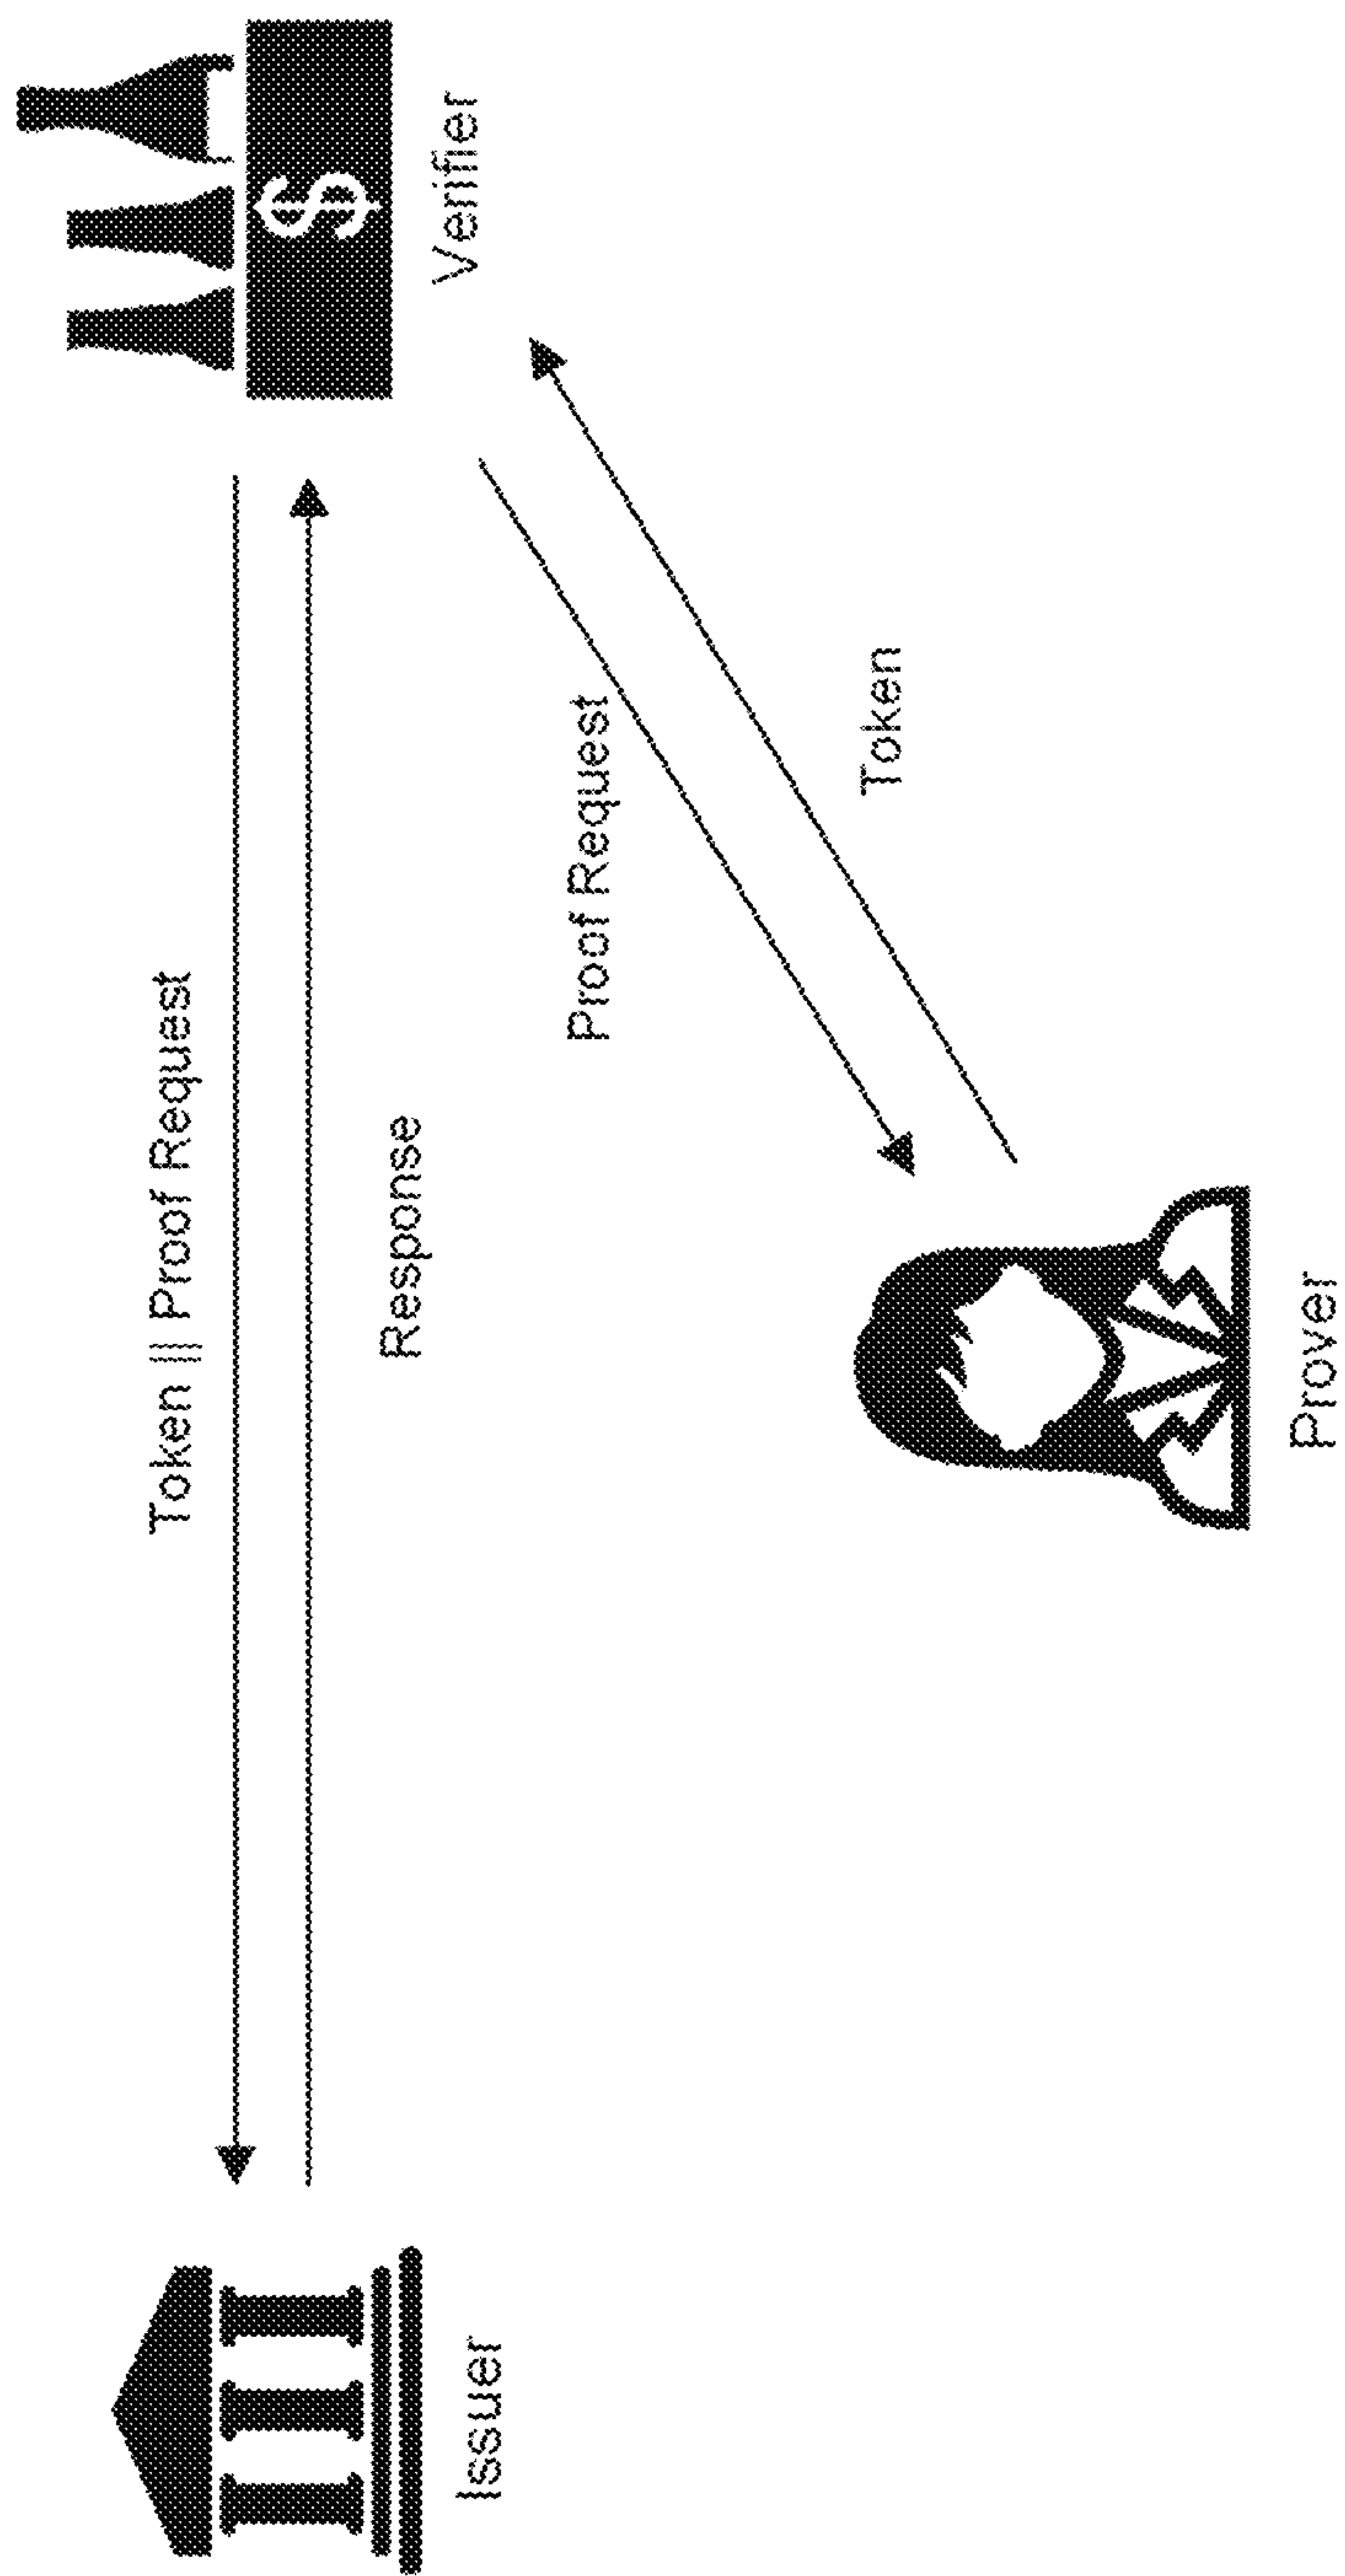 Token || Proof Request
Response
Issuer
Verifier
$
Proof Request
Token
Prover